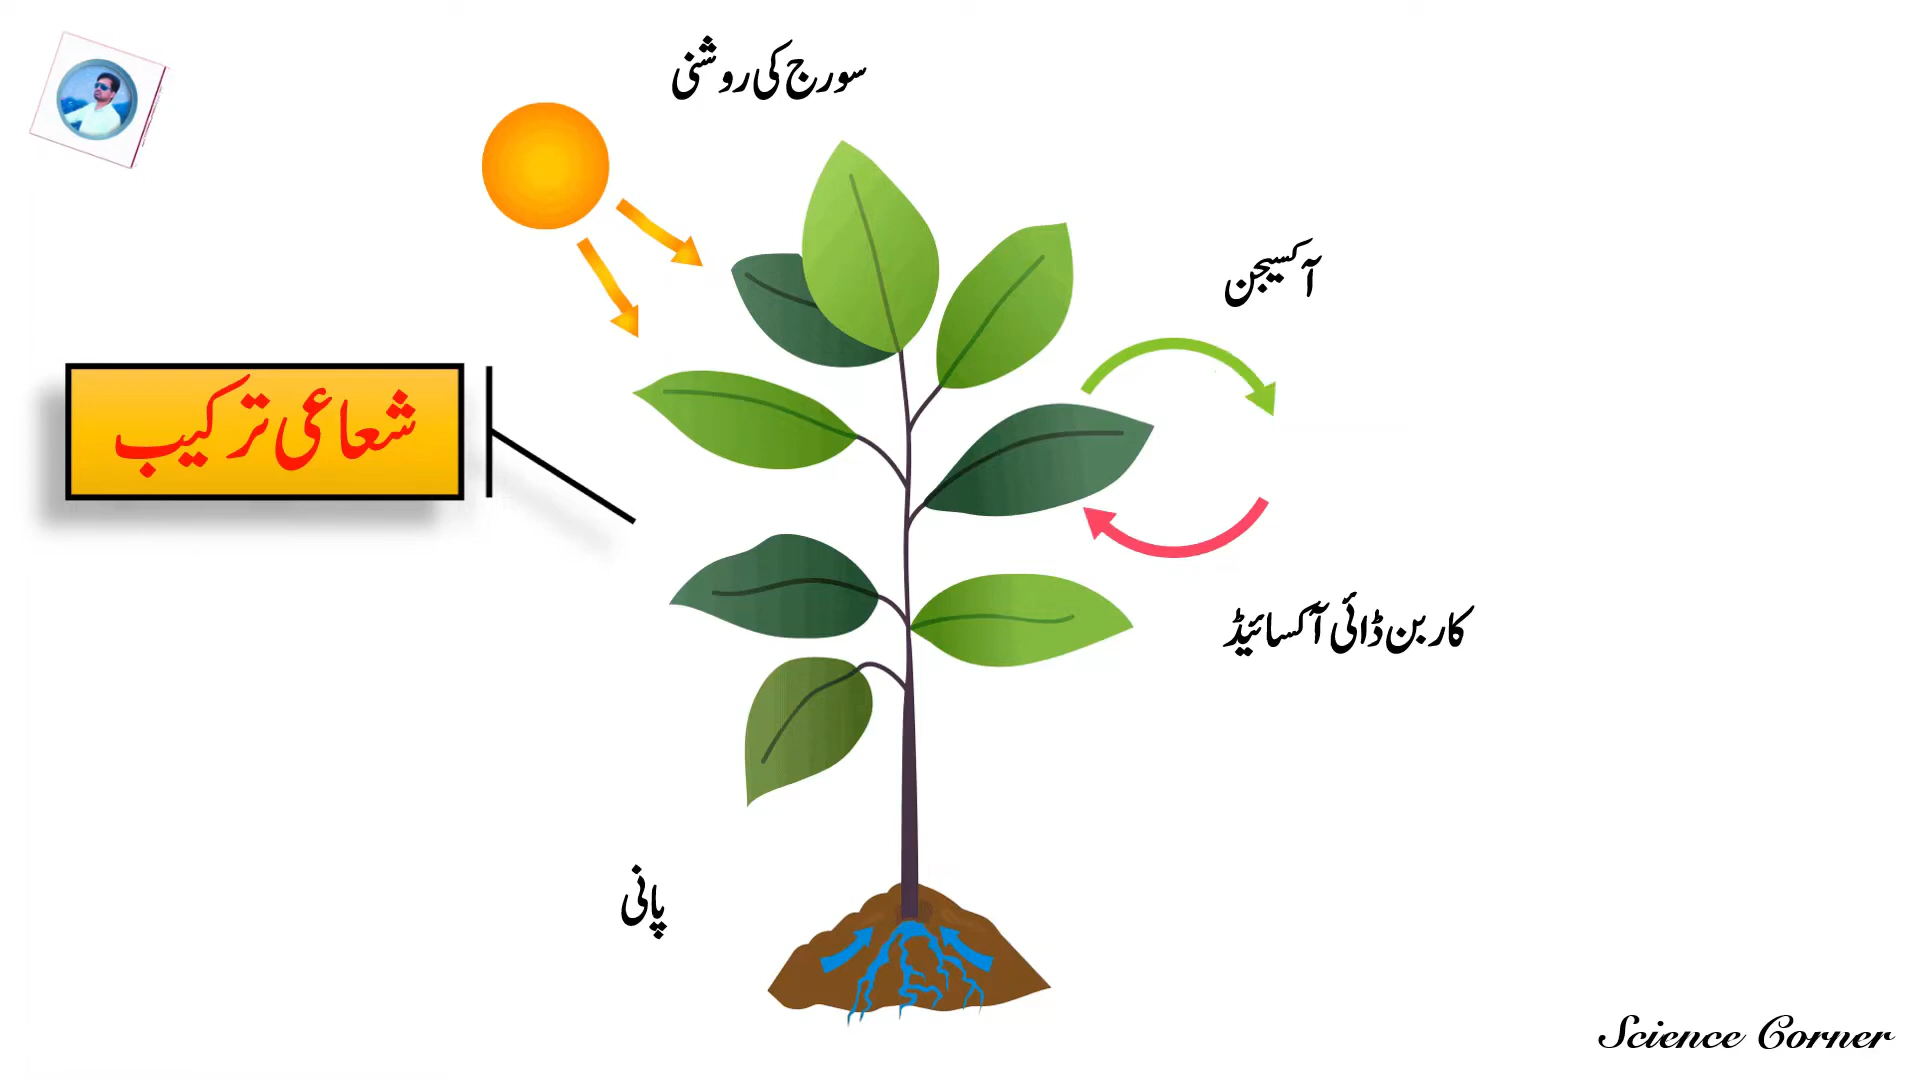 سورج کی روشنی
آکسیجن
شعاعی ترکیب
کاربن ڈائی آکسائیڈ
پانی
Science Corner